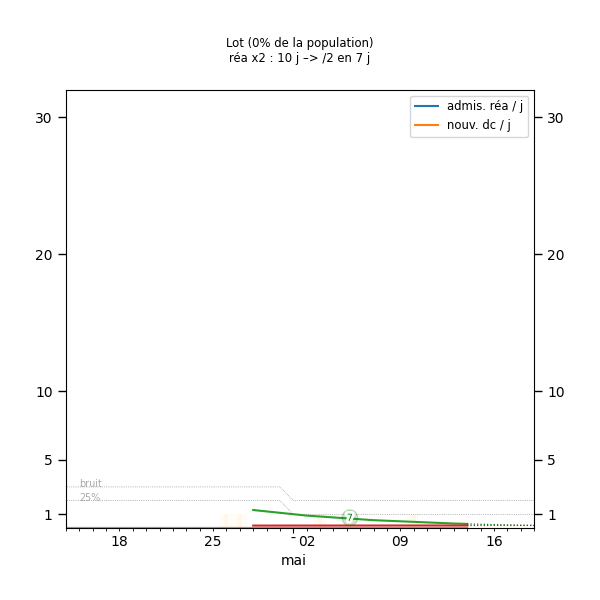 Lot (0% de la population)
réa x2 : 10 j –> /2 en 7 j
admis. réa / j
nouv. dc / j
30 30
20 20
10 10
5 5
bruit
25%
1 7 1
18 25 02 09 16
mai